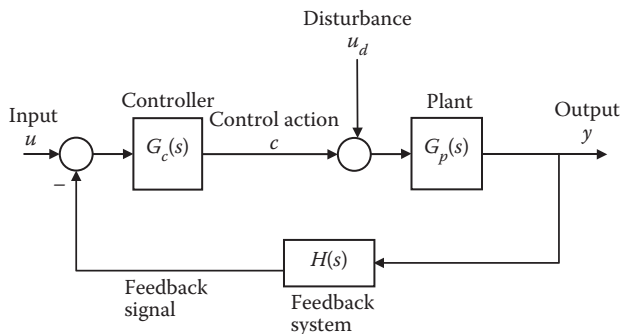 Disturbance
u_d
Input
u
Controller
G_c(s)
Control action
c
Plant
G_p(s)
Output
y
−
H(s)
Feedback
signal
Feedback
system